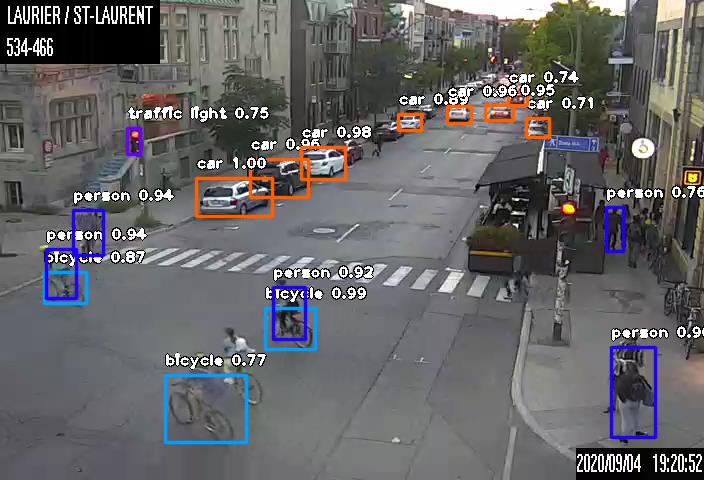 LAURIER / ST-LAURENT
534-466
car 0.74
car 0.96
0.95
car 0.89
car 0.71
traffic light 0.75
car 0.98
car 0.96
car 1.00
person 0.94
person 0.76
person 0.94
bicycle 0.87
person 0.92
bicycle 0.99
person 0.90
bicycle 0.77
2020/09/04 19:20:52